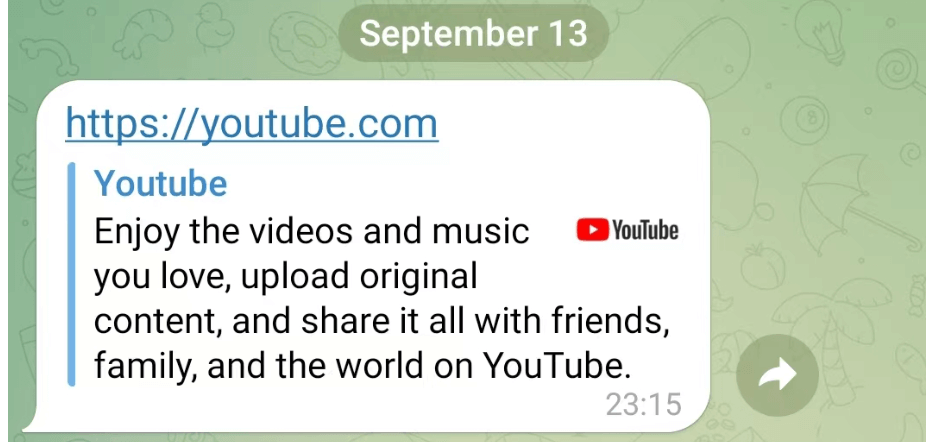 September 13
https://youtube.com
Youtube
Enjoy the videos and music
YouTube
you love, upload original
content, and share it all with friends,
family, and the world on YouTube.
23:15